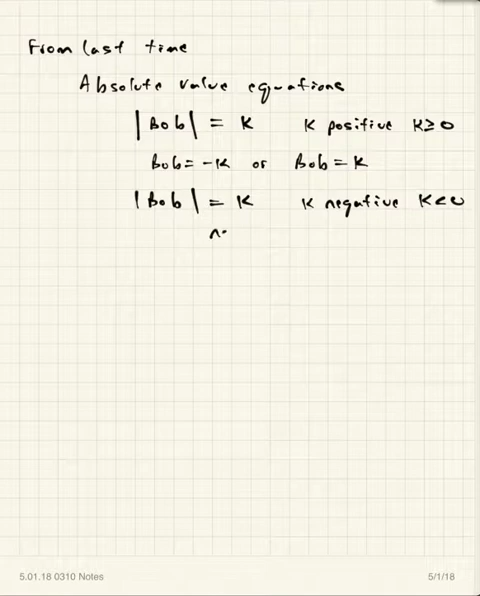 From last time
Absolute value equations
|Bob| = K K positive K≥0
Bob = -K or Bob = K
|Bob| = K K negative K<0
n.
5.01.18 0310 Notes 5/1/18